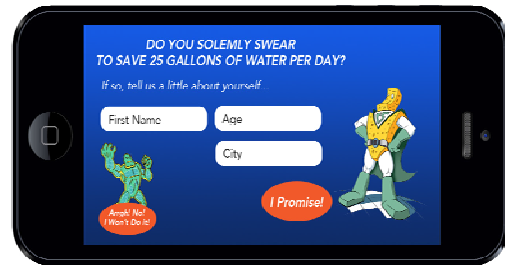 DO YOU SOLEMLY SWEAR
TO SAVE 25 GALLONS OF WATER PER DAY?
If so, tell us a little about yourself...
First Name
Age
City
I Promise!
Arrgh! No!
I Won't Do It!